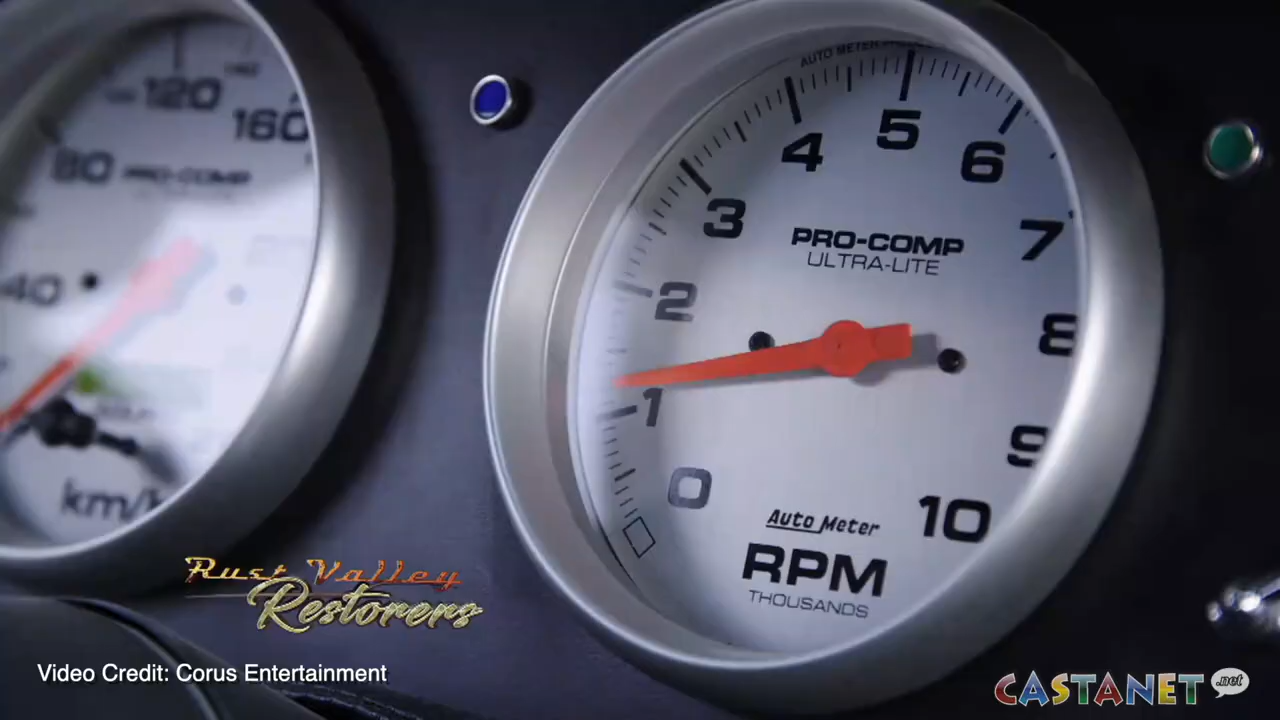 120
160
80
PRO-COMP
40
km/h
AUTO METER
4
5
6
3
7
PRO-COMP
ULTRA-LITE
2
8
1
9
0
10
Auto Meter
RPM
THOUSANDS
Rust Valley
Restorers
Video Credit: Corus Entertainment
CASTANET
.net